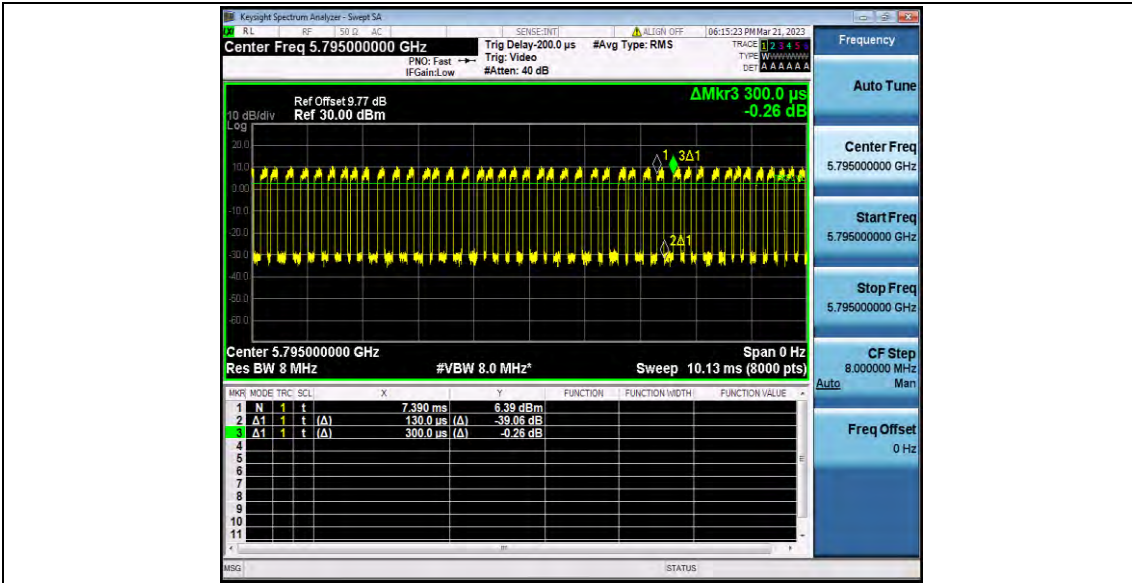 Keysight Spectrum Analyzer - Swept SA
RL RF 50 Ω AC SENSE:INT ALIGN OFF 06:15:23 PM Mar 21, 2023
Center Freq 5.795000000 GHz
PNO: Fast
IFGain:Low
Trig Delay-200.0 µs
Trig: Video
#Atten: 40 dB
#Avg Type: RMS
TRACE 1 2 3 4 5 6
TYPE WWWWWW
DET A A A A A A
ΔMkr3 300.0 µs
-0.26 dB
Ref Offset 9.77 dB
10 dB/div Ref 30.00 dBm
Log
20.0
10.0
0.00
-10.0
-20.0
-30.0
-40.0
-50.0
-60.0
1 3Δ1
2Δ1
Center 5.795000000 GHz Span 0 Hz
Res BW 8 MHz #VBW 8.0 MHz* Sweep 10.13 ms (8000 pts)
MKR MODE TRC SCL X Y FUNCTION FUNCTION WIDTH FUNCTION VALUE
1 N 1 t 7.390 ms 6.39 dBm
2 Δ1 1 t (Δ) 130.0 µs (Δ) -39.06 dB
3 Δ1 1 t (Δ) 300.0 µs (Δ) -0.26 dB
4
5
6
7
8
9
10
11
MSG STATUS
Frequency
Auto Tune
Center Freq
5.795000000 GHz
Start Freq
5.795000000 GHz
Stop Freq
5.795000000 GHz
CF Step
8.000000 MHz
Auto Man
Freq Offset
0 Hz